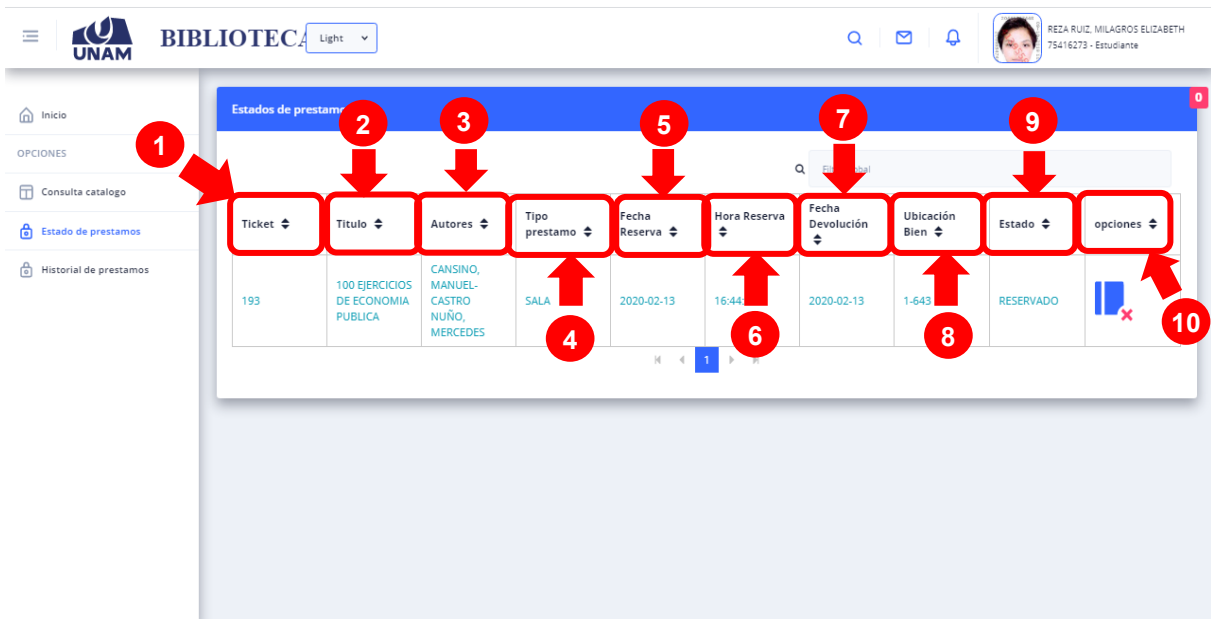 UNAM
BIBLIOTECA
Light
REZA RUIZ, MILAGROS ELIZABETH
75416273 - Estudiante
Inicio
OPCIONES
Consulta catalogo
Estado de prestamos
Historial de prestamos
Estados de prestamo
0
1
2
3
5
7
9
Ticket
Titulo
Autores
Tipo
prestamo
Fecha
Reserva
Hora Reserva
Fecha
Devolución
Ubicación
Bien
Estado
opciones
193
100 EJERCICIOS
DE ECONOMIA
PUBLICA
CANSINO,
MANUEL-
CASTRO
NUÑO,
MERCEDES
SALA
2020-02-13
16:44:
2020-02-13
1-643
RESERVADO
4
6
8
10
1